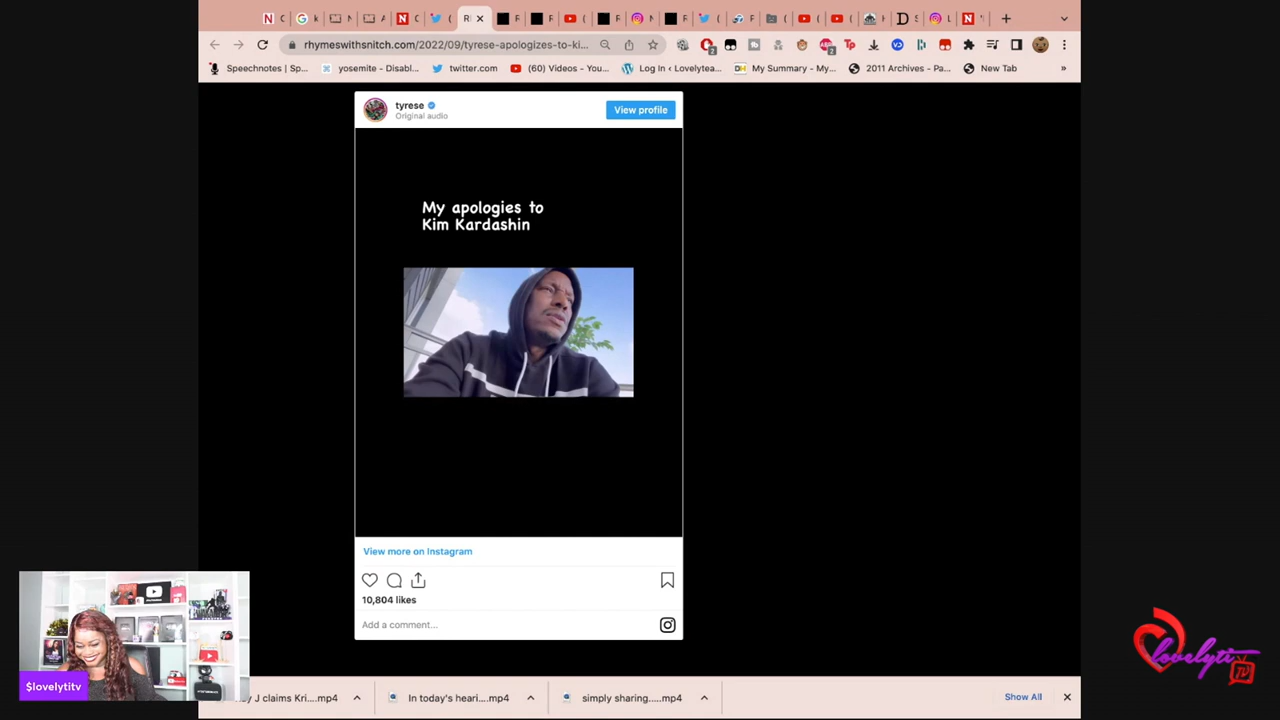 rhymeswithsnitch.com/2022/09/tyrese-apologizes-to-ki...
Speechnotes | Sp...
yosemite - Disabl...
twitter.com
(60) Videos - You...
Log In ‹ Lovelytea...
My Summary - My...
2011 Archives - Pa...
New Tab
»
tyrese
Original audio
View profile
My apologies to
Kim Kardashin
View more on Instagram
10,804 likes
Add a comment...
$lovelytitv
lovelyti
TV
J claims Kri....mp4
In today's heari....mp4
simply sharing.....mp4
Show All